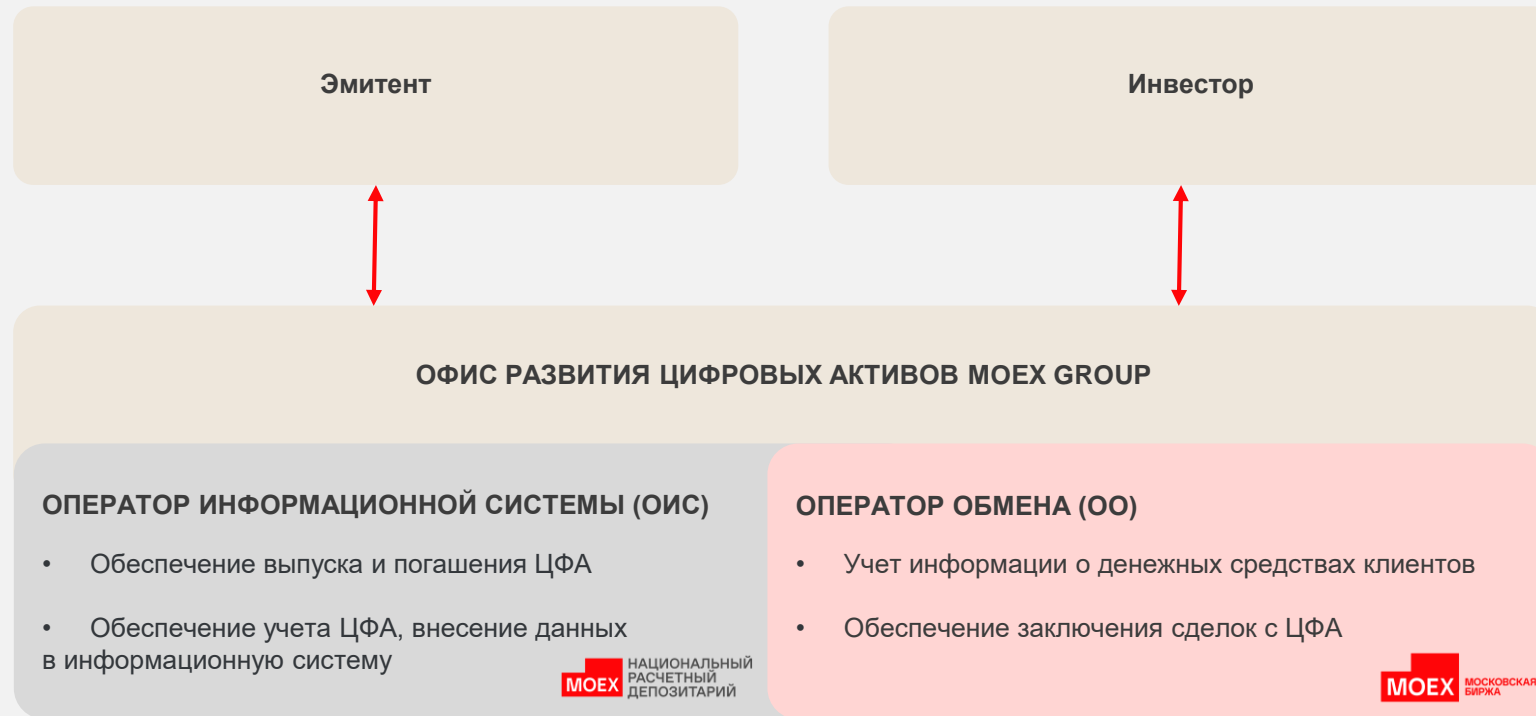 Эмитент
Инвестор
ОФИС РАЗВИТИЯ ЦИФРОВЫХ АКТИВОВ MOEX GROUP
ОПЕРАТОР ИНФОРМАЦИОННОЙ СИСТЕМЫ (ОИС)
• Обеспечение выпуска и погашения ЦФА
• Обеспечение учета ЦФА, внесение данных
в информационную систему
MOEX
НАЦИОНАЛЬНЫЙ
РАСЧЕТНЫЙ
ДЕПОЗИТАРИЙ
ОПЕРАТОР ОБМЕНА (ОО)
• Учет информации о денежных средствах клиентов
• Обеспечение заключения сделок с ЦФА
MOEX
МОСКОВСКАЯ
БИРЖА